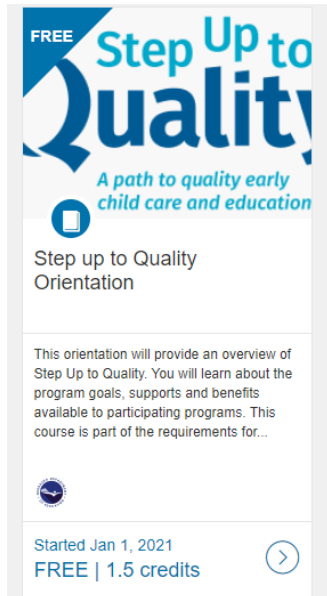 FREE
Step Up to
Quality
A path to quality early
child care and education
Step up to Quality
Orientation
This orientation will provide an overview of
Step Up to Quality. You will learn about the
program goals, supports and benefits
available to participating programs. This
course is part of the requirements for...
Started Jan 1, 2021
FREE | 1.5 credits